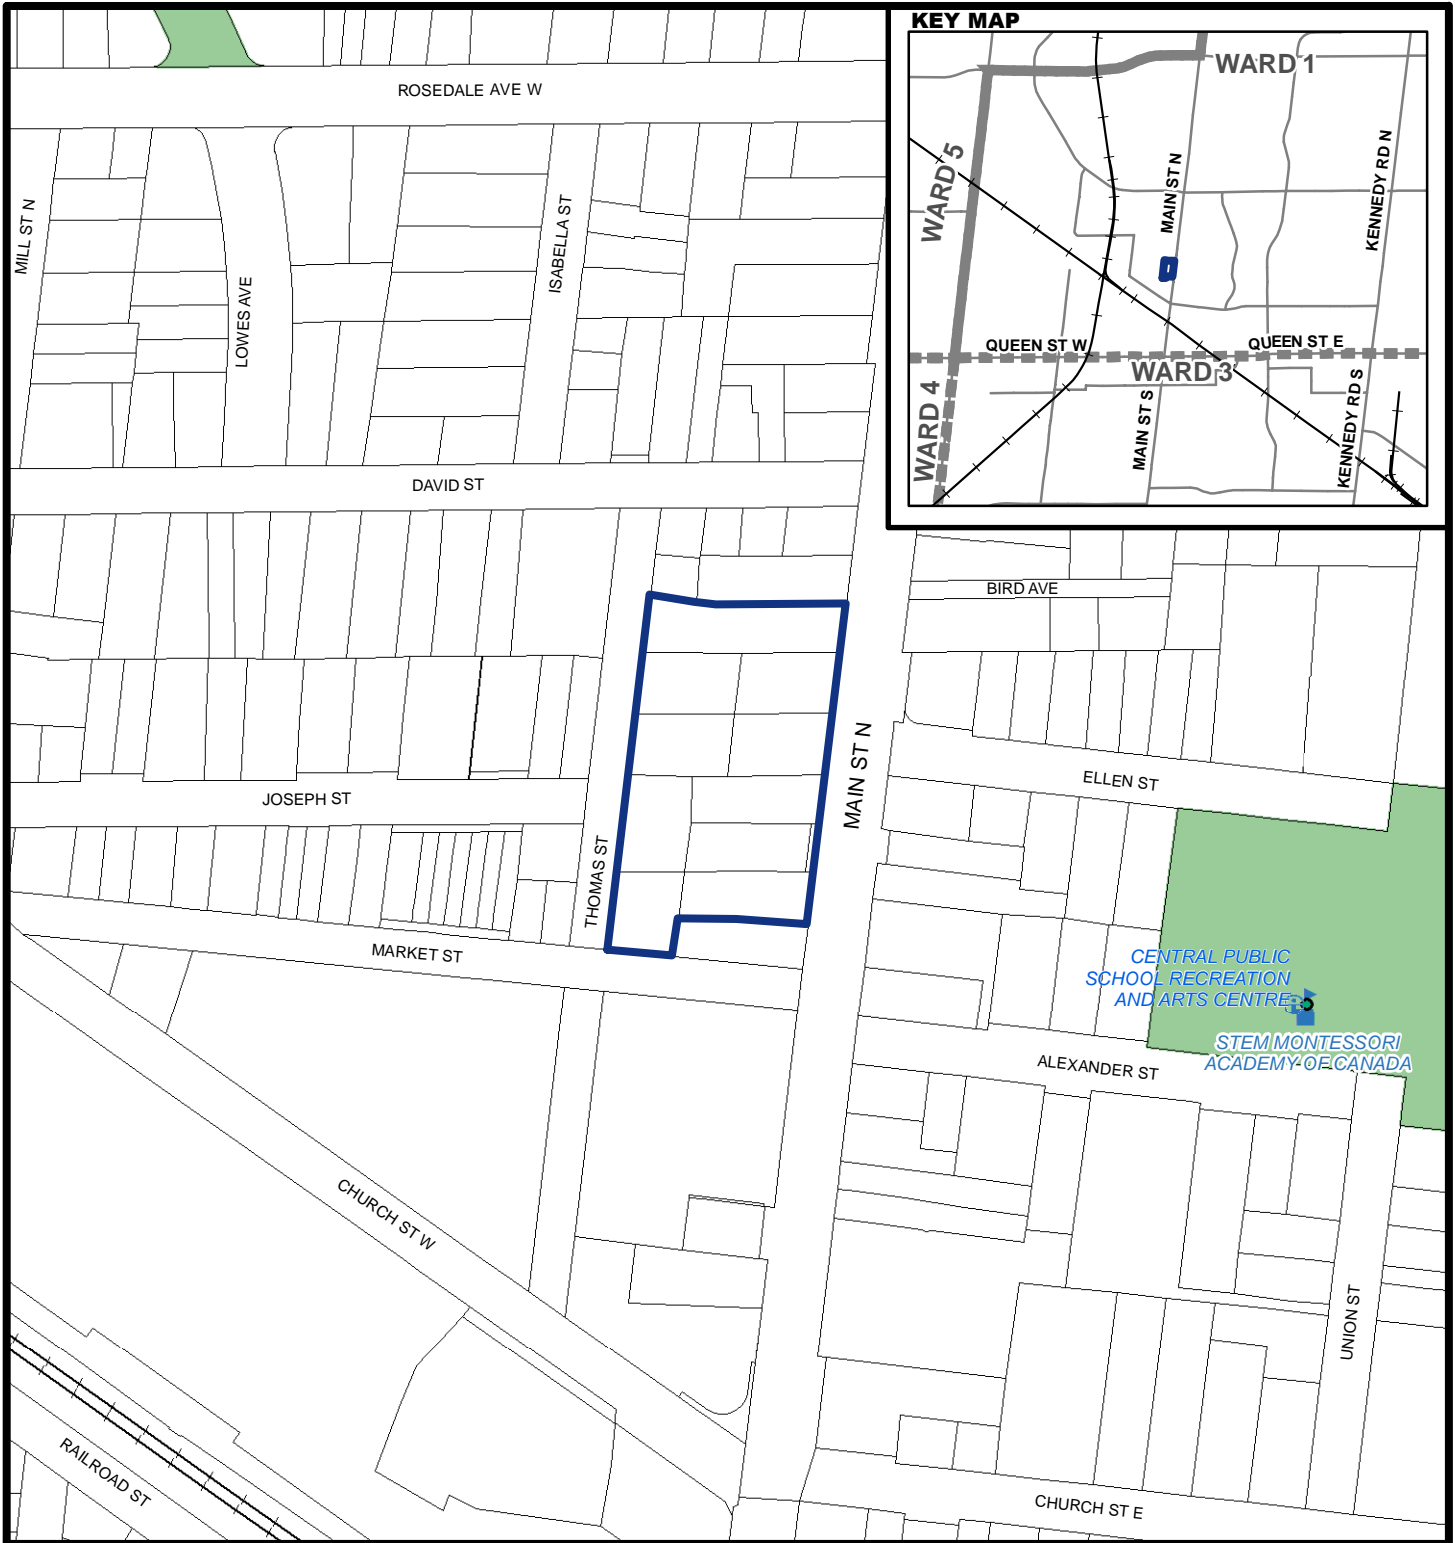 KEY MAP
WARD 1
WARD 5
MAIN ST N
KENNEDY RD N
QUEEN ST W
QUEEN ST E
WARD 3
WARD 4
MAIN ST S
KENNEDY RD S
ROSEDALE AVE W
MILL ST N
LOWES AVE
ISABELLA ST
DAVID ST
BIRD AVE
MAIN ST N
ELLEN ST
JOSEPH ST
THOMAS ST
MARKET ST
CENTRAL PUBLIC
SCHOOL RECREATION
AND ARTS CENTRE
STEM MONTESSORI
ACADEMY OF CANADA
ALEXANDER ST
CHURCH ST W
UNION ST
RAILROAD ST
CHURCH ST E